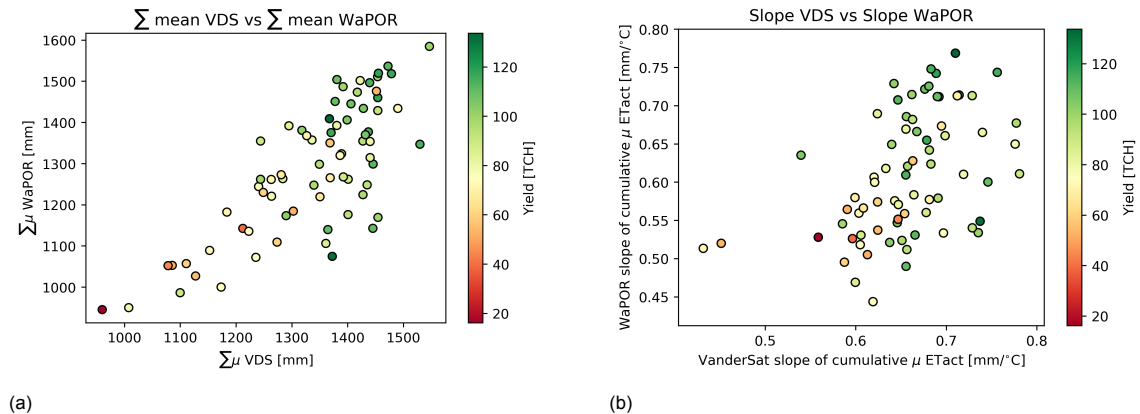 ∑ mean VDS vs ∑ mean WaPOR
1600
1500
1400
1300
1200
1100
1000
∑μ WaPOR [mm]
1000 1100 1200 1300 1400 1500
∑μ VDS [mm]
120
100
80
60
40
20
Yield [TCH]
(a)
Slope VDS vs Slope WaPOR
0.80
0.75
0.70
0.65
0.60
0.55
0.50
0.45
WaPOR slope of cumulative μ ETact [mm/°C]
0.5 0.6 0.7 0.8
VanderSat slope of cumulative μ ETact [mm/°C]
120
100
80
60
40
20
Yield [TCH]
(b)